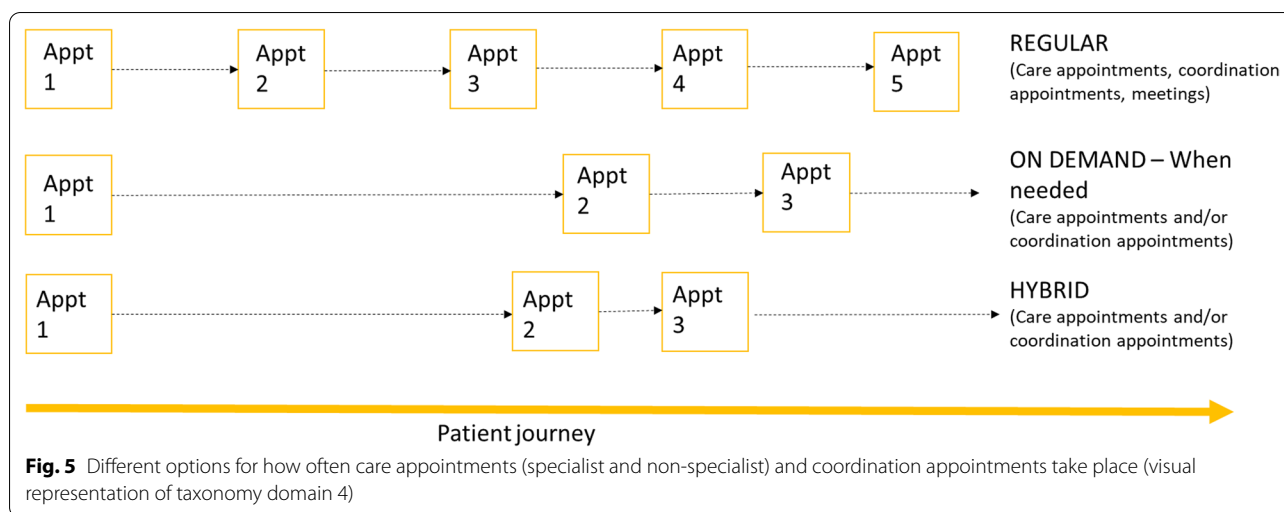 Appt
1
Appt
2
Appt
3
Appt
4
Appt
5
REGULAR
(Care appointments, coordination
appointments, meetings)
Appt
1
Appt
2
Appt
3
ON DEMAND – When
needed
(Care appointments and/or
coordination appointments)
Appt
1
Appt
2
Appt
3
HYBRID
(Care appointments and/or
coordination appointments)
Patient journey
Fig. 5 Different options for how often care appointments (specialist and non-specialist) and coordination appointments take place (visual
representation of taxonomy domain 4)